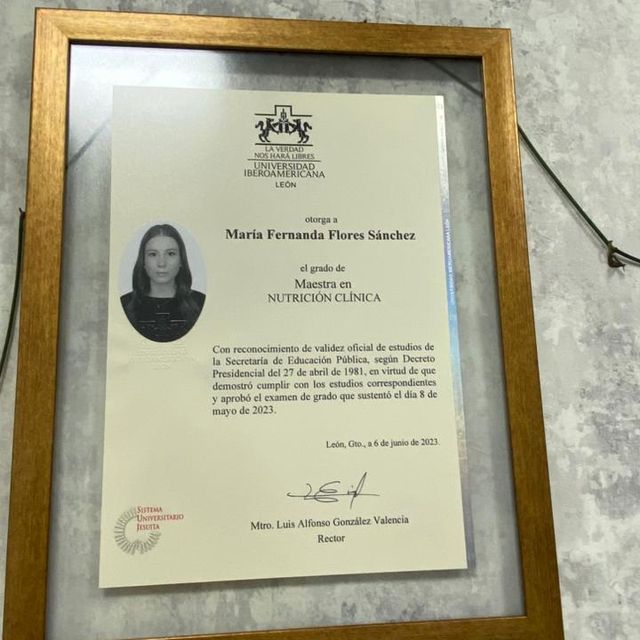 LA VERDAD
NOS HARÁ LIBRES
UNIVERSIDAD
IBEROAMERICANA
LEÓN
otorga a
María Fernanda Flores Sánchez
el grado de
Maestra en
NUTRICIÓN CLÍNICA
Con reconocimiento de validez oficial de estudios de
la Secretaría de Educación Pública, según Decreto
Presidencial del 27 de abril de 1981, en virtud de que
demostró cumplir con los estudios correspondientes
y aprobó el examen de grado que sustentó el día 8 de
mayo de 2023.
León, Gto., a 6 de junio de 2023.
Mtro. Luis Alfonso González Valencia
Rector
SISTEMA
UNIVERSITARIO
JESUITA